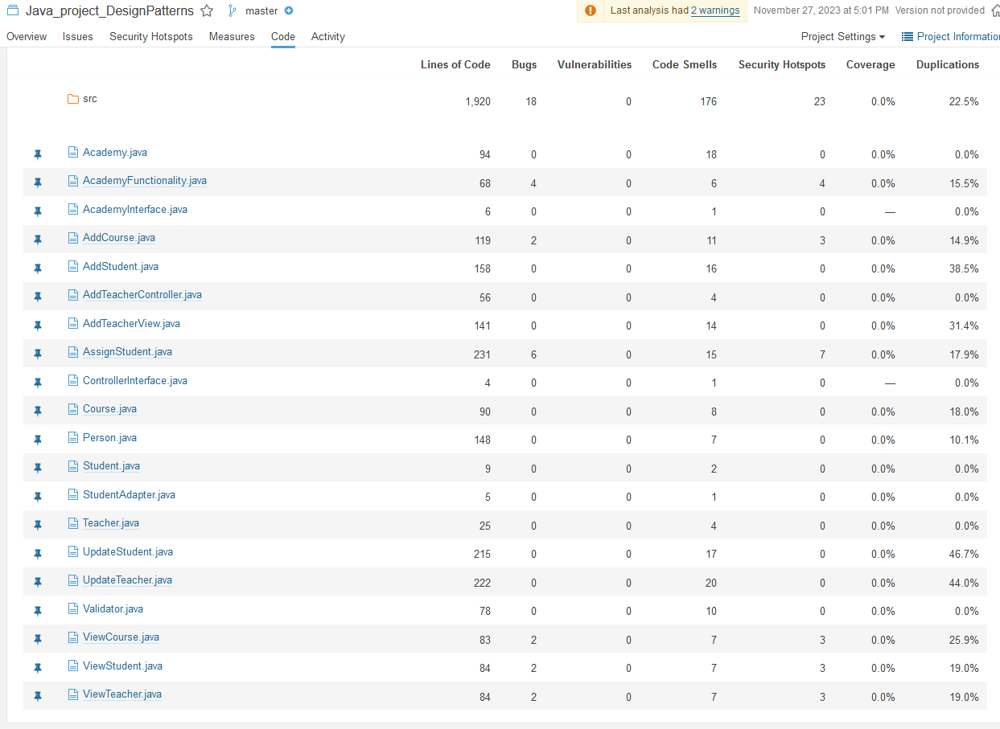 Java_project_DesignPatterns master Last analysis had 2 warnings November 27, 2023 at 5:01 PM Version not provided
Overview Issues Security Hotspots Measures Code Activity Project Settings Project Informatio
Lines of Code Bugs Vulnerabilities Code Smells Security Hotspots Coverage Duplications
src 1,920 18 0 176 23 0.0% 22.5%
Academy.java 94 0 0 18 0 0.0% 0.0%
AcademyFunctionality.java 68 4 0 6 4 0.0% 15.5%
AcademyInterface.java 6 0 0 1 0 — 0.0%
AddCourse.java 119 2 0 11 3 0.0% 14.9%
AddStudent.java 158 0 0 16 0 0.0% 38.5%
AddTeacherController.java 56 0 0 4 0 0.0% 0.0%
AddTeacherView.java 141 0 0 14 0 0.0% 31.4%
AssignStudent.java 231 6 0 15 7 0.0% 17.9%
ControllerInterface.java 4 0 0 1 0 — 0.0%
Course.java 90 0 0 8 0 0.0% 18.0%
Person.java 148 0 0 7 0 0.0% 10.1%
Student.java 9 0 0 2 0 0.0% 0.0%
StudentAdapter.java 5 0 0 1 0 0.0% 0.0%
Teacher.java 25 0 0 4 0 0.0% 0.0%
UpdateStudent.java 215 0 0 17 0 0.0% 46.7%
UpdateTeacher.java 222 0 0 20 0 0.0% 44.0%
Validator.java 78 0 0 10 0 0.0% 0.0%
ViewCourse.java 83 2 0 7 3 0.0% 25.9%
ViewStudent.java 84 2 0 7 3 0.0% 19.0%
ViewTeacher.java 84 2 0 7 3 0.0% 19.0%